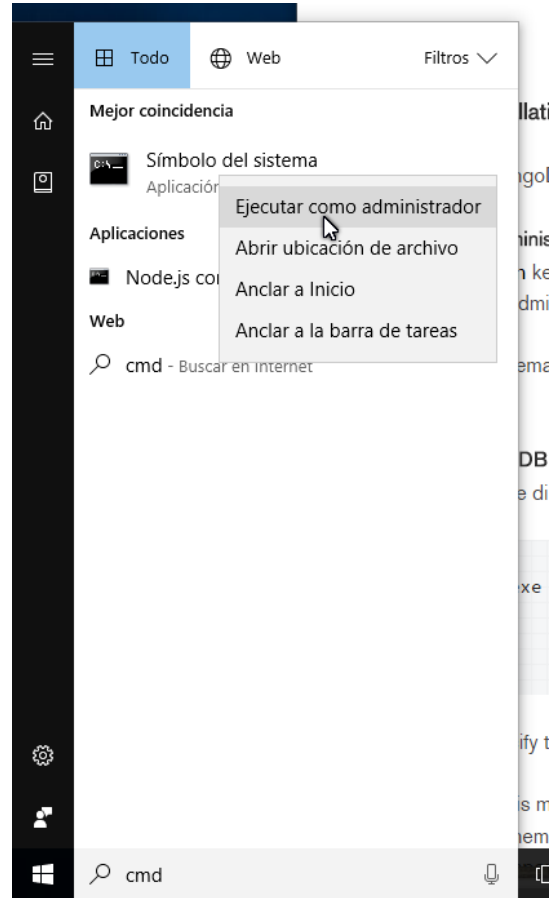 Todo
Web
Filtros
Mejor coincidencia
Símbolo del sistema
Aplicación
Ejecutar como administrador
Aplicaciones
Abrir ubicación de archivo
Node.js
Anclar a Inicio
Web
Anclar a la barra de tareas
cmd - Buscar en Internet
DB
cmd